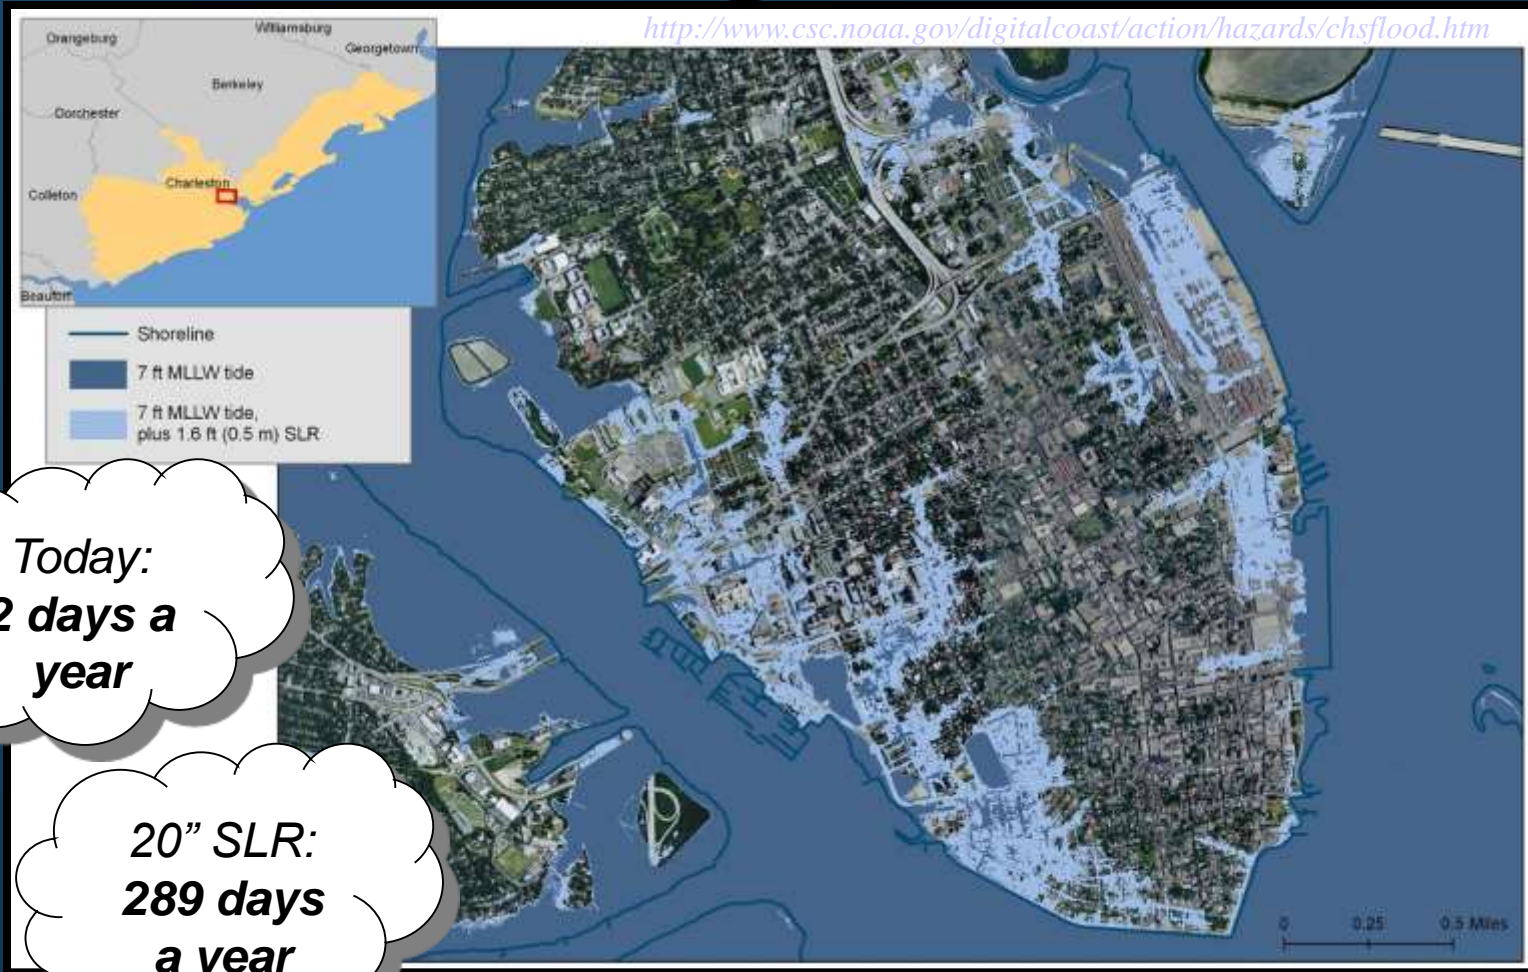 http://www.csc.noaa.gov/digitalcoast/action/hazards/chsflood.htm
Orangeburg
Williamsburg
Georgetown
Berkeley
Dorchester
Charleston
Colleton
Beaufort
Shoreline
7 ft MLLW tide
7 ft MLLW tide,
plus 1.6 ft (0.5 m) SLR
Today:
2 days a
year
20” SLR:
289 days
a year
0 0.25 0.5 Miles